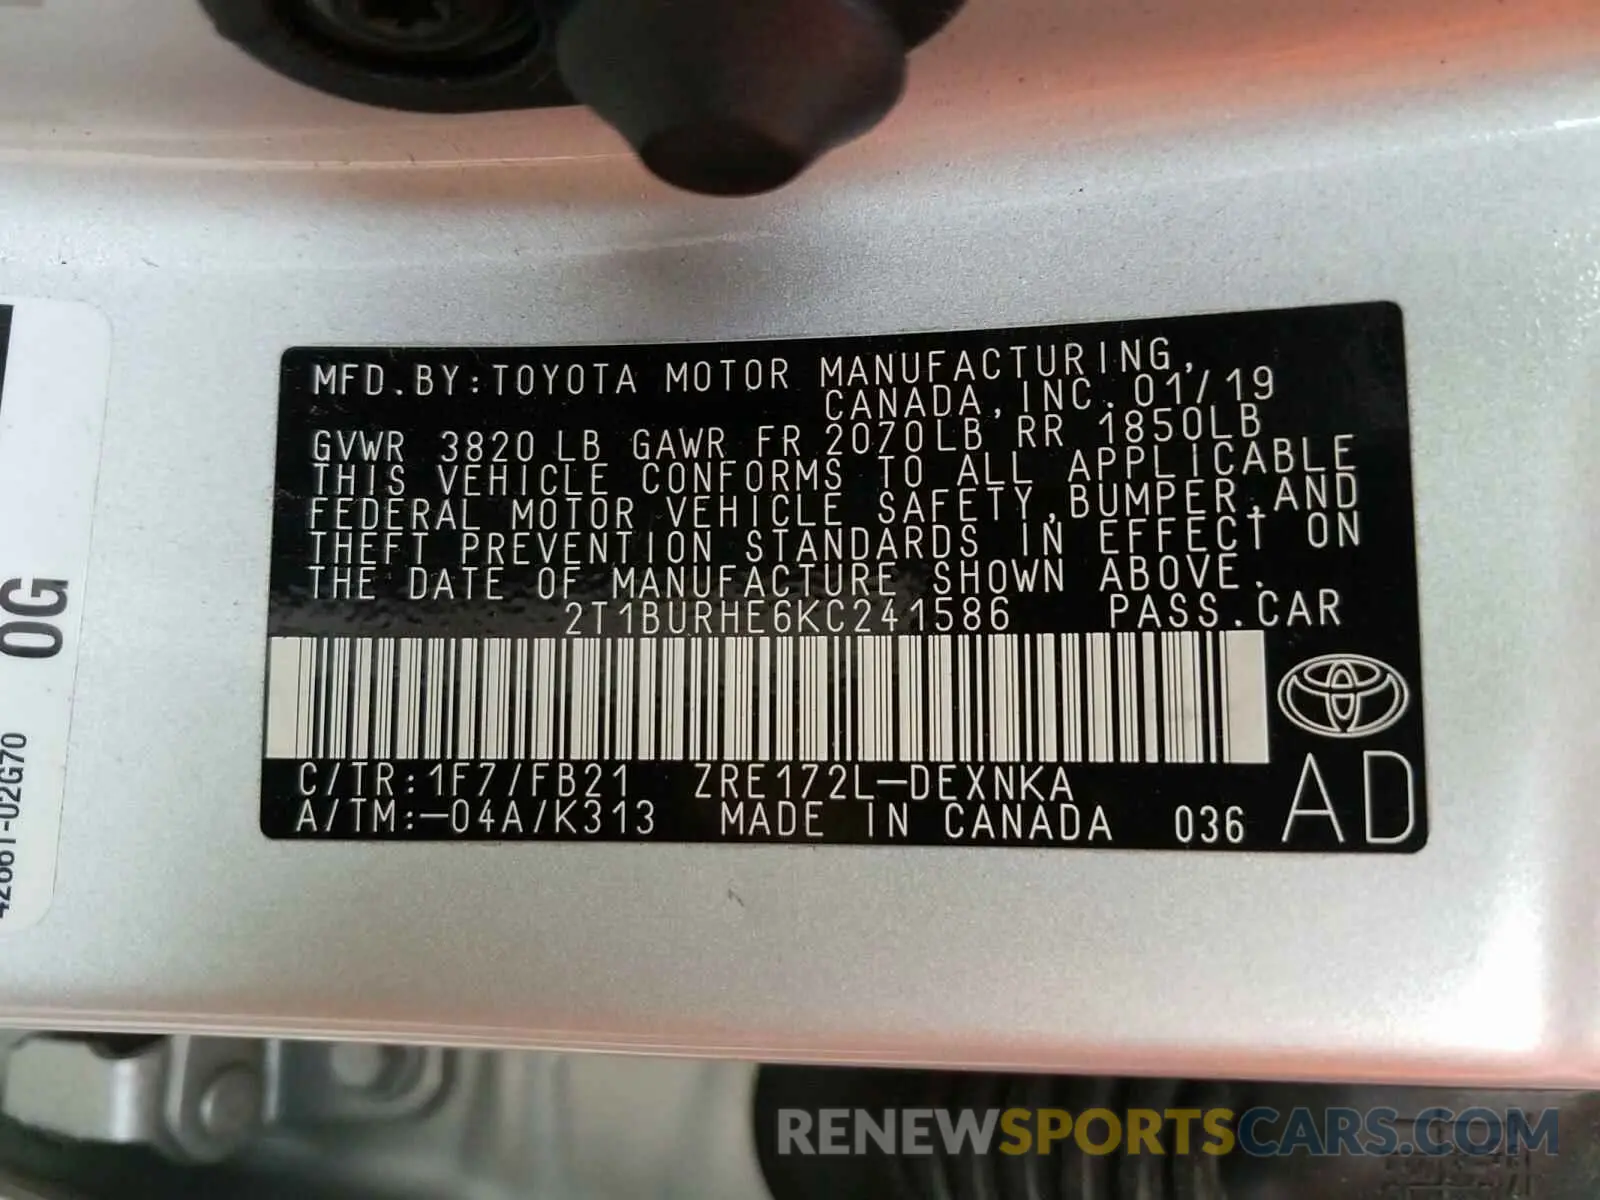 MFD.BY:TOYOTA MOTOR MANUFACTURING,
CANADA,INC.01/19
GVWR 3820 LB GAWR FR 2070LB RR 1850LB
THIS VEHICLE CONFORMS TO ALL APPLICABLE
FEDERAL MOTOR VEHICLE SAFETY,BUMPER,AND
THEFT PREVENTION STANDARDS IN EFFECT ON
THE DATE OF MANUFACTURE SHOWN ABOVE.
2T1BURHE6KC241586 PASS.CAR
C/TR:1F7/FB21 ZRE172L-DEXNKA
A/TM:-04A/K313 MADE IN CANADA 036
AD
0G
42661-02G70
RENEWSPORTSCARS.COM